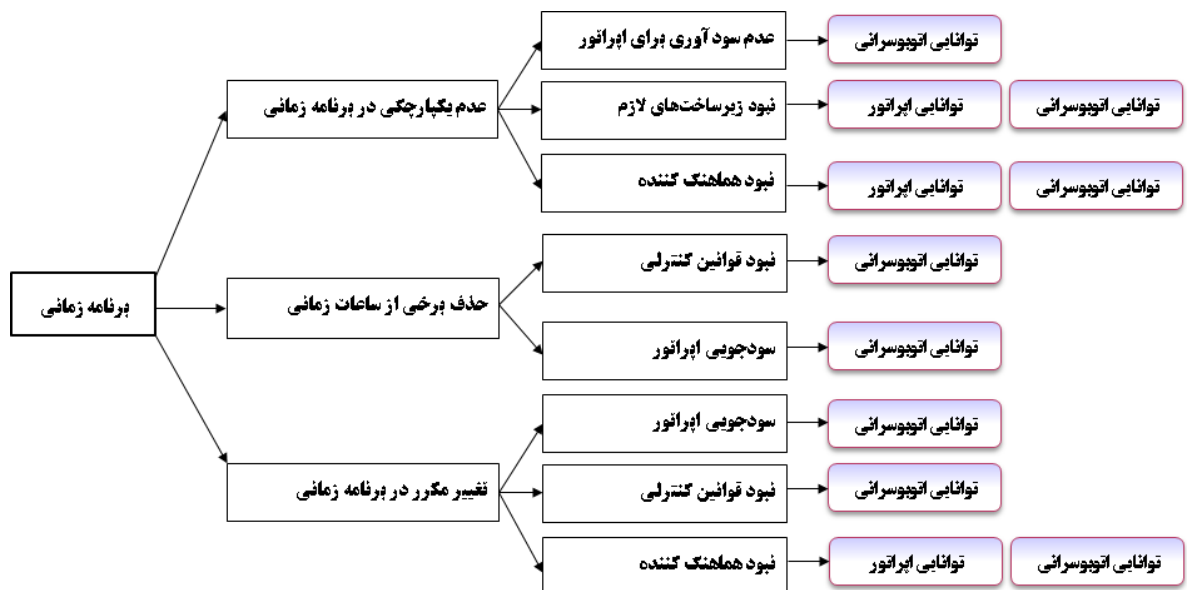 عدم سودآوری برای اپراتور
توانایی اتوبوسرانی
عدم یکپارچگی در برنامه زمانی
نبود زیرساخت‌های لازم
توانایی اپراتور
توانایی اتوبوسرانی
نبود هماهنگ کننده
توانایی اپراتور
توانایی اتوبوسرانی
نبود قوانین کنترلی
توانایی اتوبوسرانی
برنامه زمانی
حذف برخی از ساعات زمانی
سودجویی اپراتور
توانایی اتوبوسرانی
سودجویی اپراتور
توانایی اتوبوسرانی
تغییر مکرر در برنامه زمانی
نبود قوانین کنترلی
توانایی اتوبوسرانی
نبود هماهنگ کننده
توانایی اپراتور
توانایی اتوبوسرانی